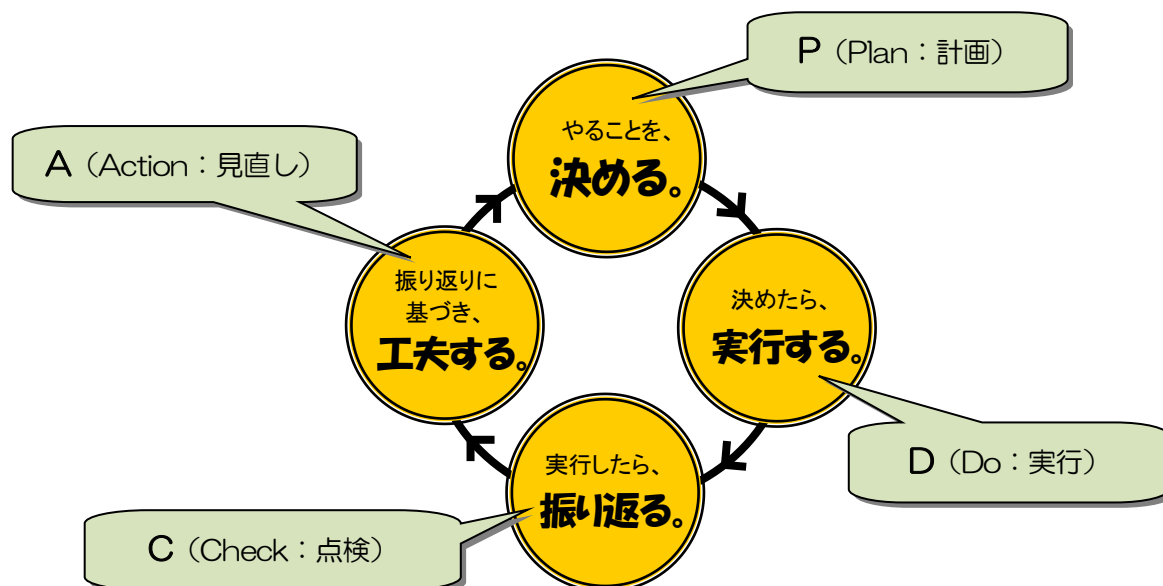 P（Plan：計画）
やることを、
決める。
A（Action：見直し）
振り返りに
基づき、
工夫する。
決めたら、
実行する。
D（Do：実行）
実行したら、
振り返る。
C（Check：点検）